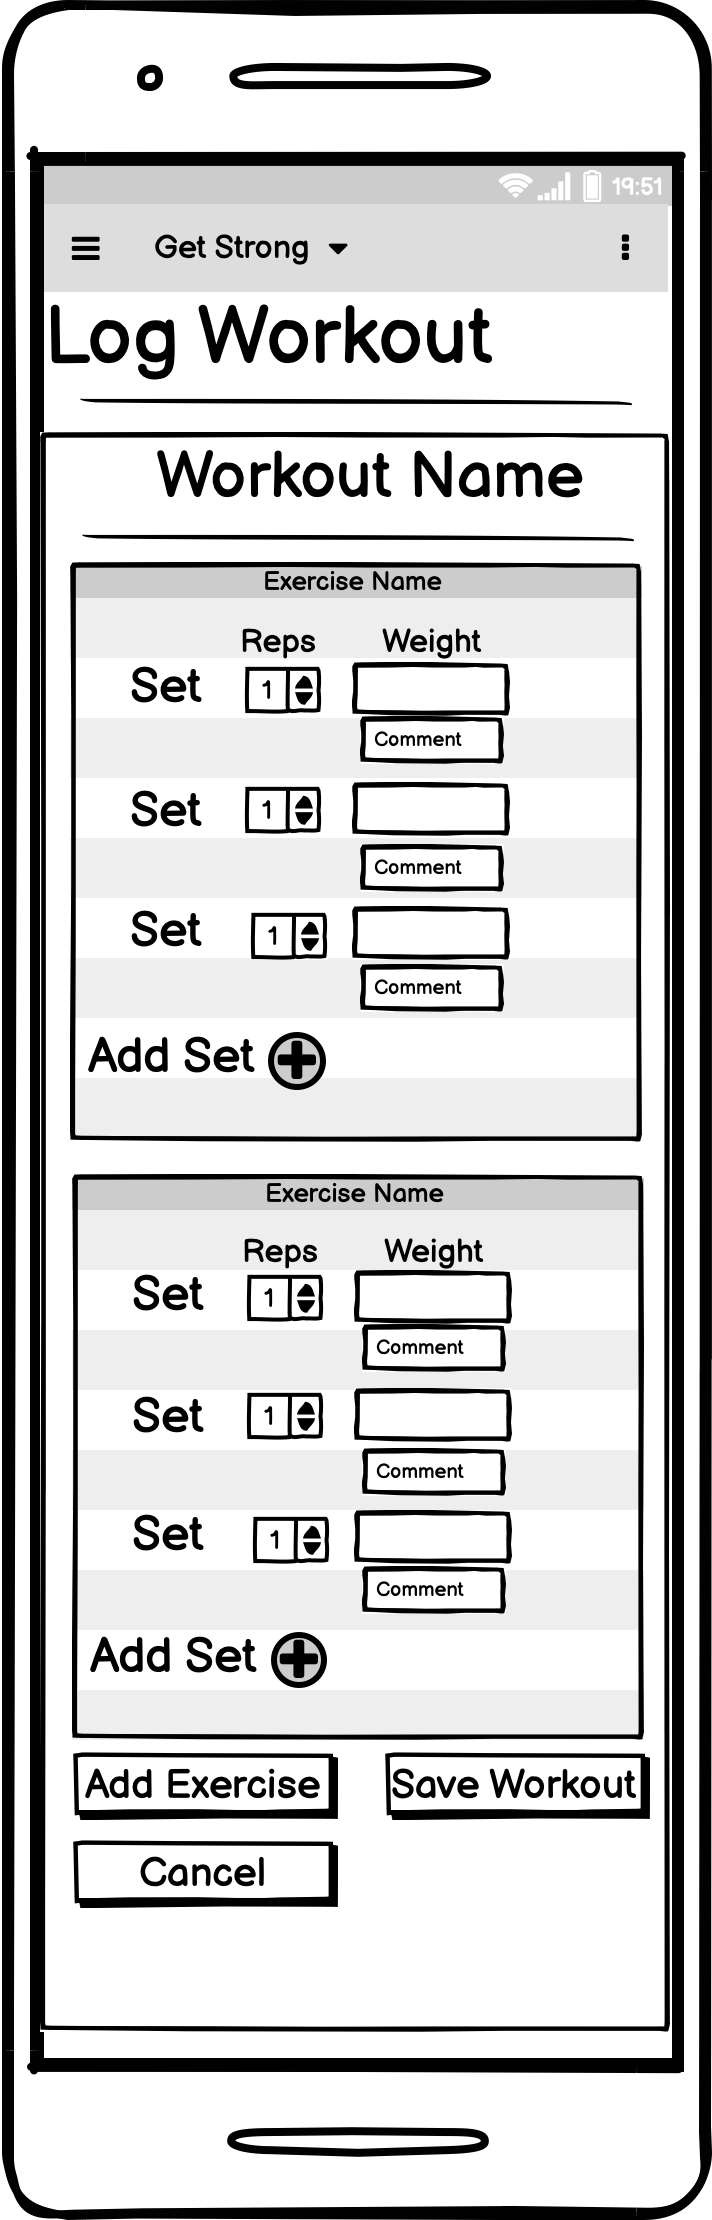 19:51
Get Strong
Log Workout
Workout Name
Exercise Name
Reps Weight
Set 1
Comment
Set 1
Comment
Set 1
Comment
Add Set
Exercise Name
Reps Weight
Set 1
Comment
Set 1
Comment
Set 1
Comment
Add Set
Add Exercise Save Workout
Cancel